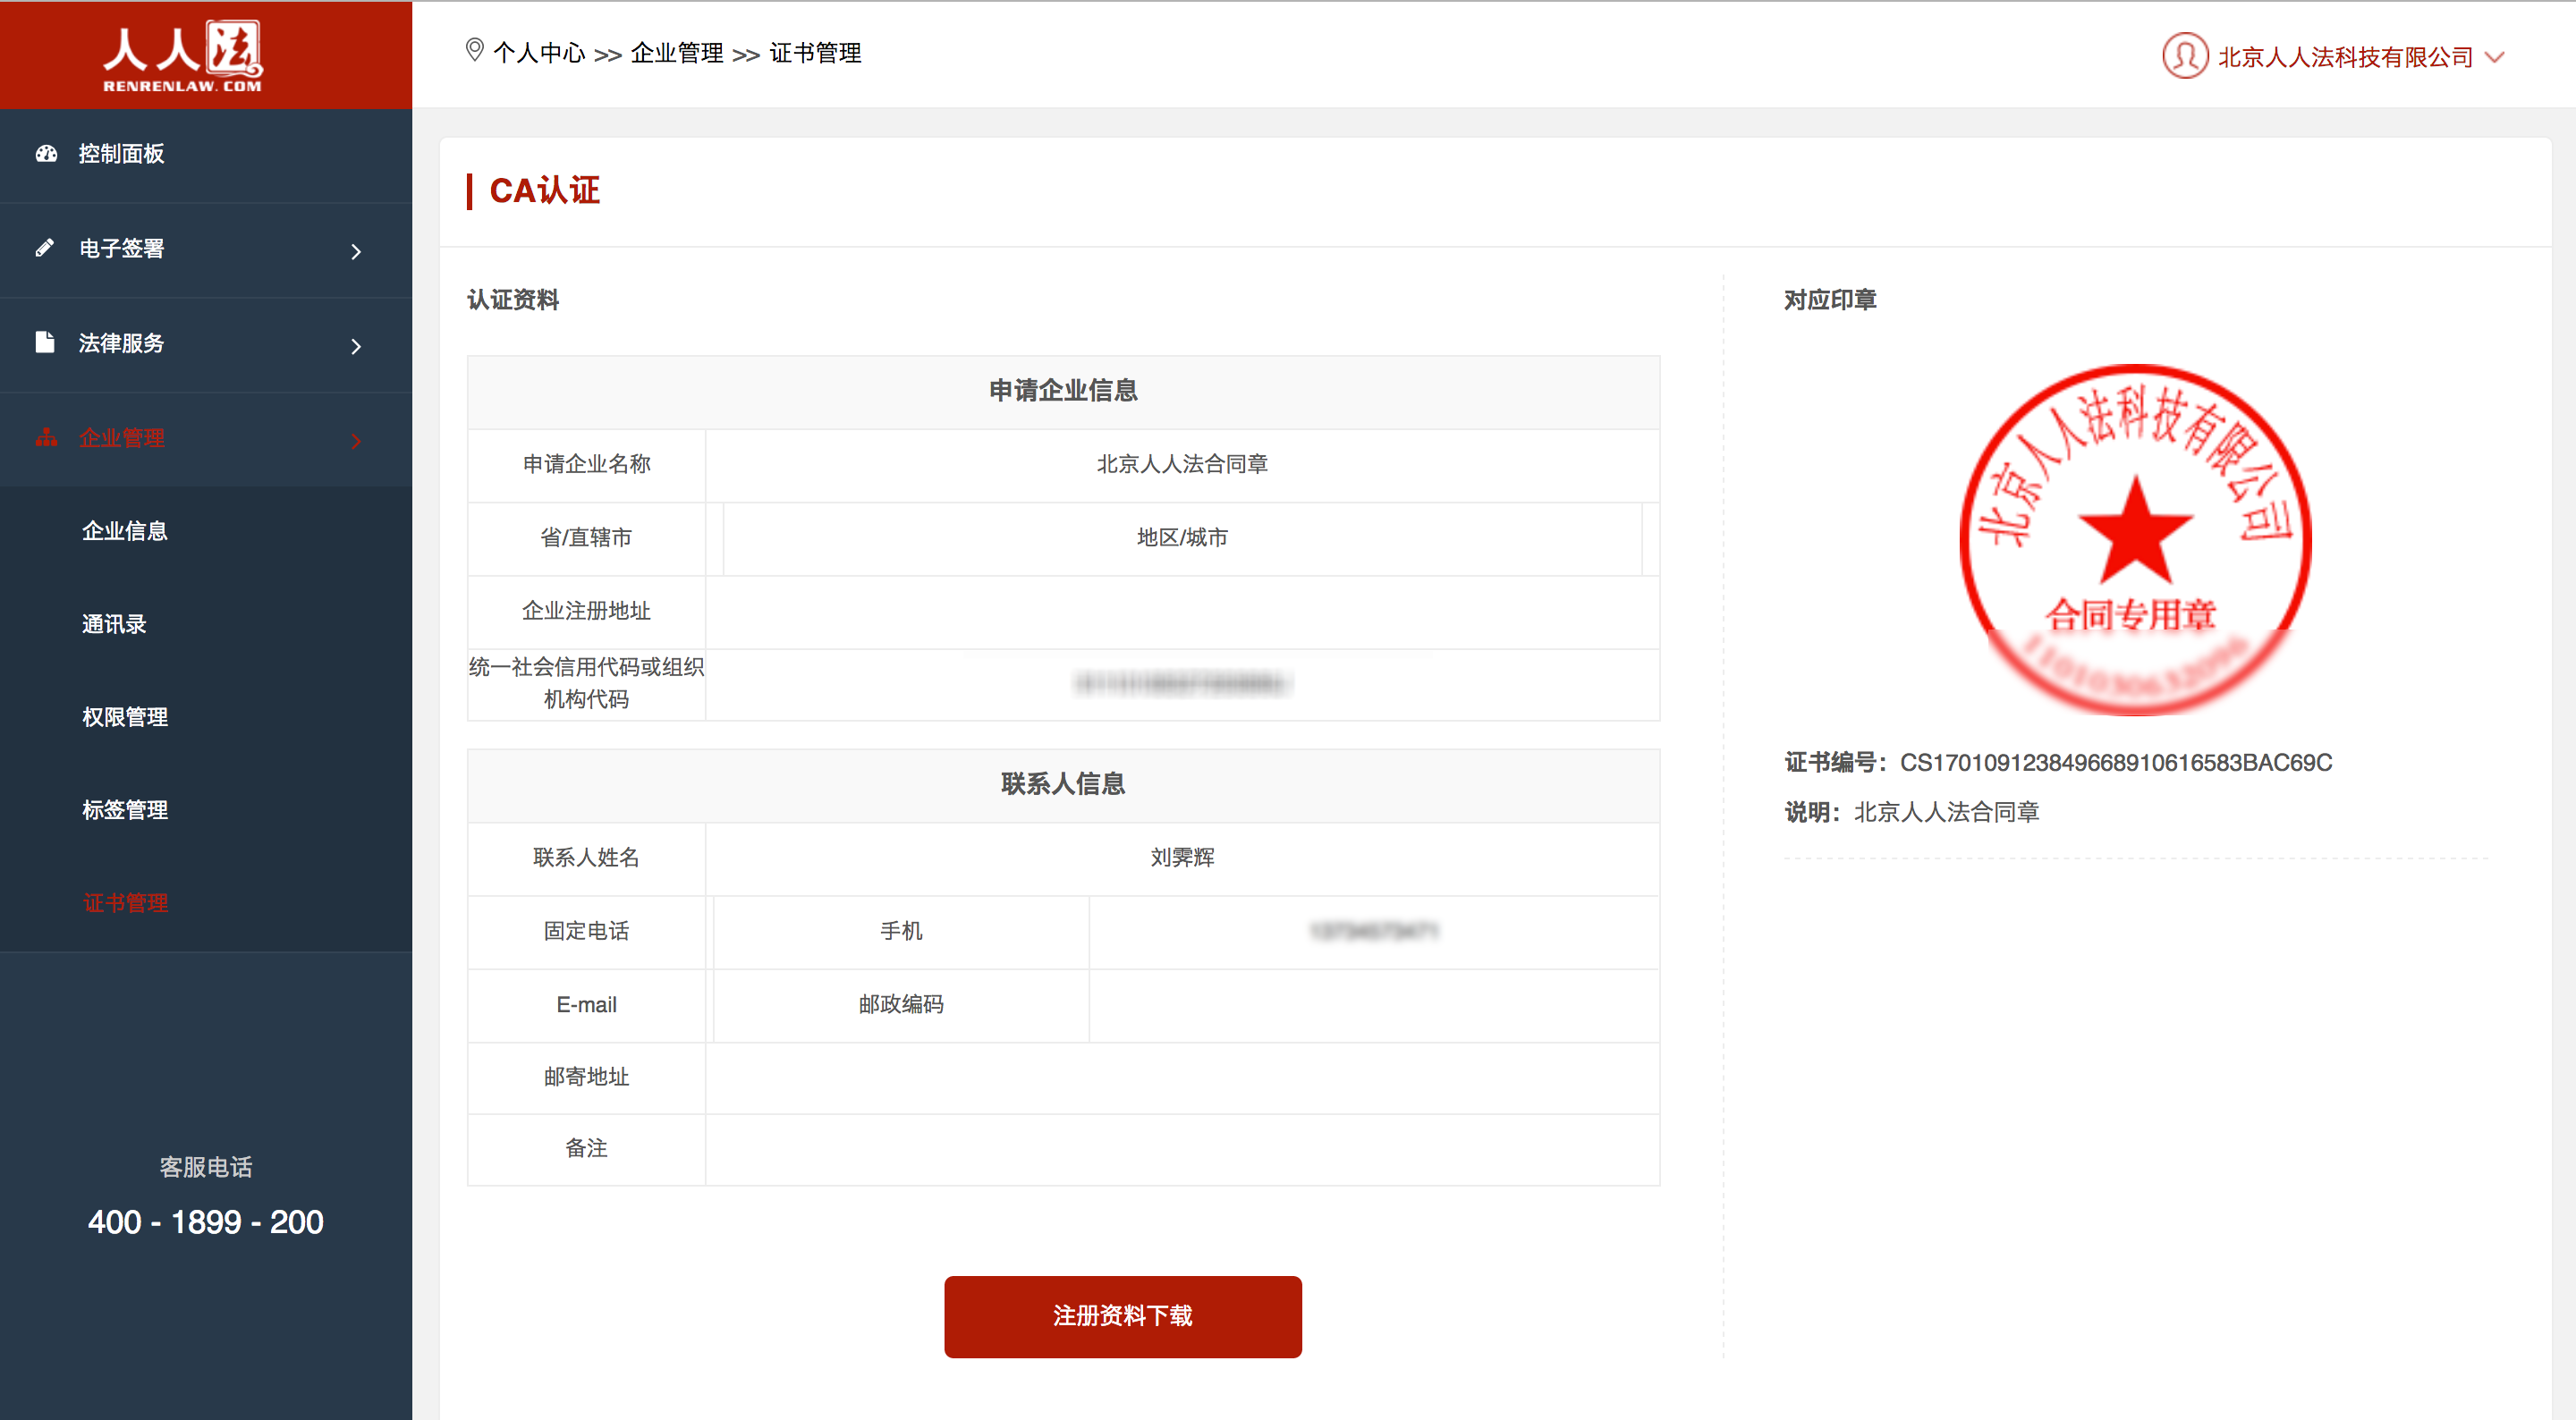 人人法
RENRENLAW.COM
个人中心 >> 企业管理 >> 证书管理
北京人人法科技有限公司
控制面板
电子签署
法律服务
企业管理
企业信息
通讯录
权限管理
标签管理
证书管理
客服电话
400 - 1899 - 200
CA认证
认证资料
申请企业信息
申请企业名称 北京人人法合同章
省/直辖市 地区/城市
企业注册地址
统一社会信用代码或组织
机构代码
联系人信息
联系人姓名 刘霁辉
固定电话 手机
E-mail 邮政编码
邮寄地址
备注
注册资料下载
对应印章
北京人人法科技有限公司
合同专用章
证书编号：CS170109123849668910616583BAC69C
说明：北京人人法合同章